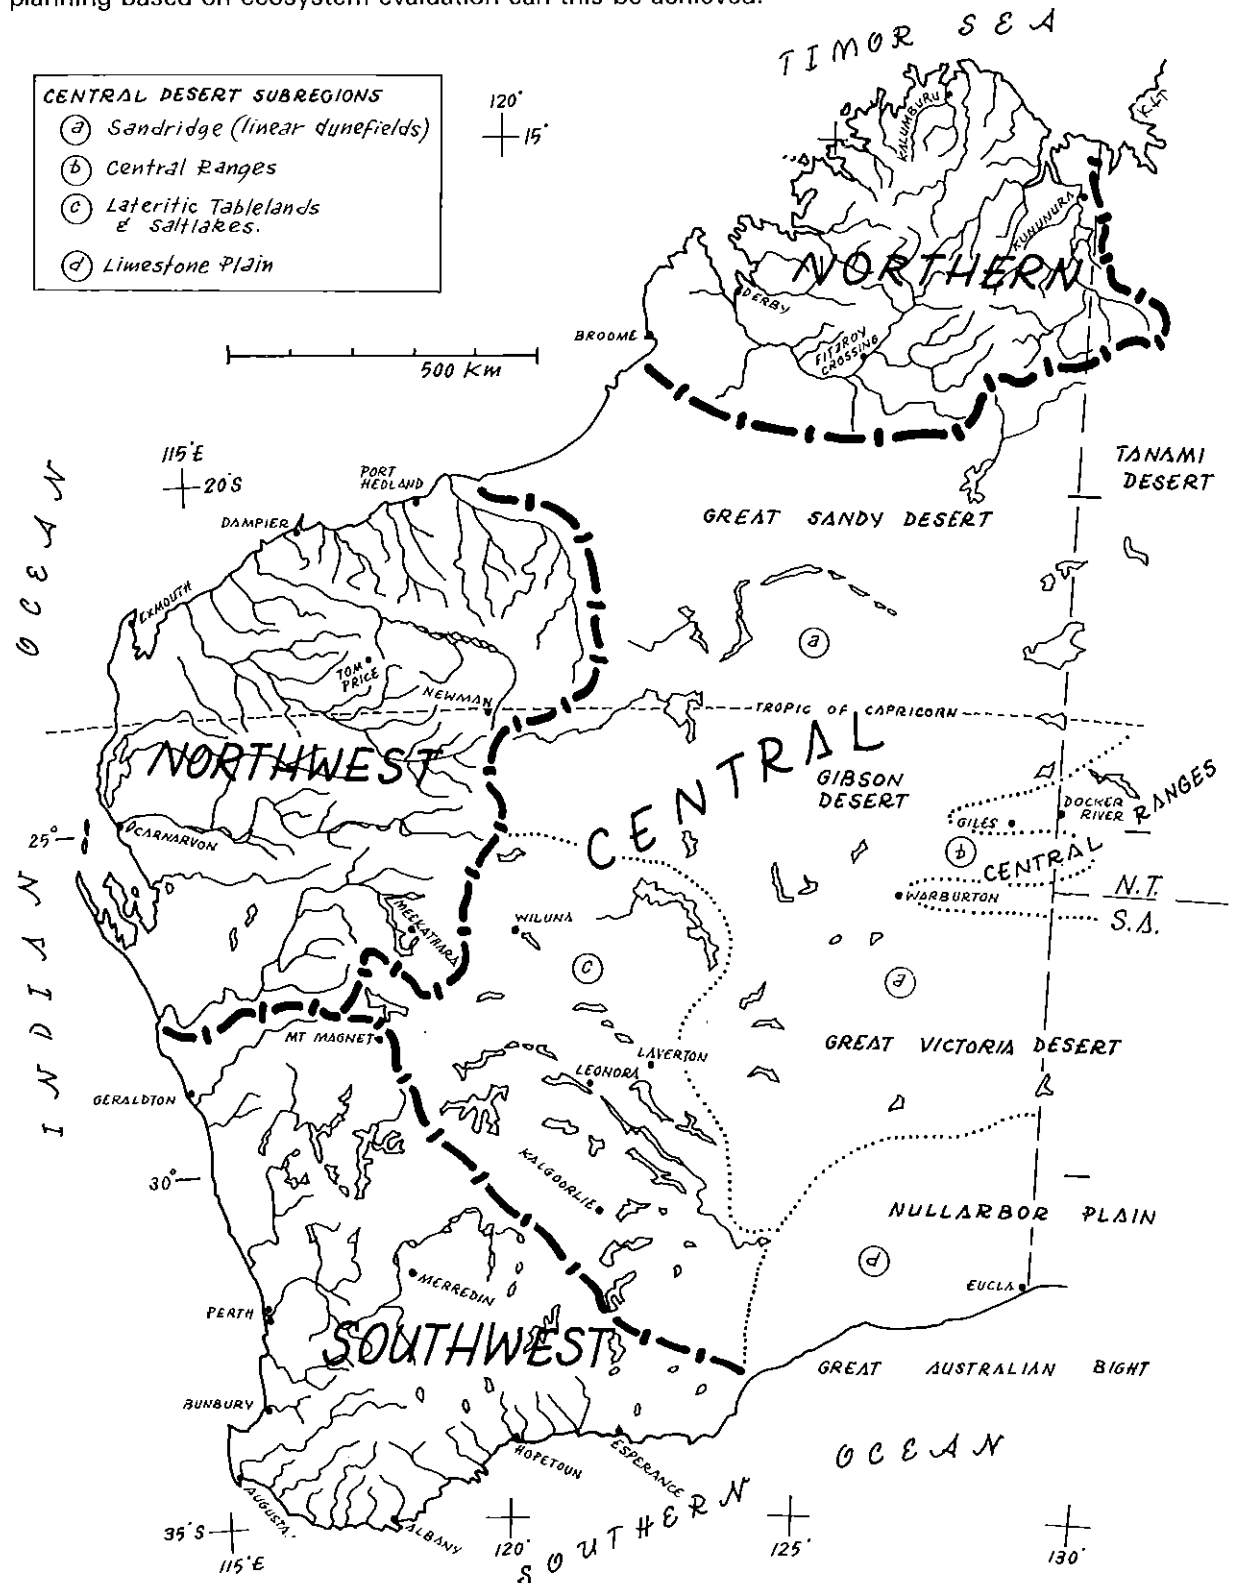 planning based on ecosystem evaluation can this be achieved.
TIMOR SEA
CENTRAL DESERT SUBREGIONS
a Sandridge (linear dunefields)
b Central Ranges
c Lateritic Tablelands
& saltlakes.
d Limestone Plain
120°
15°
KALUMBURU
KUNUNURA
NORTHERN
DERBY
BROOME
FITZROY
CROSSING
500 Km
115°E
20°S
PORT
HEDLAND
DAMPIER
TANAMI
DESERT
GREAT SANDY DESERT
EXMOUTH
a
TOM
PRICE
NEWMAN
TROPIC OF CAPRICORN
NORTHWEST
CENTRAL
GIBSON
DESERT
DOCKER
RIVER
GILES
CENTRAL RANGES
25°
CARNARVON
b
WARBURTON
N.T.
S.A.
MEEKATHARA
WILUNA
c
a
INDIAN OCEAN
MT MAGNET
GREAT VICTORIA DESERT
LAVERTON
LEONORA
GERALDTON
KALGOORLIE
30°
NULLARBOR PLAIN
d
EUCLA
MERREDIN
PERTH
SOUTHWEST
GREAT AUSTRALIAN BIGHT
BUNBURY
HOPETOUN
ESPERANCE
SOUTHERN OCEAN
AUGUSTA.
ALBANY
35°S
115°E
120°
125°
130°